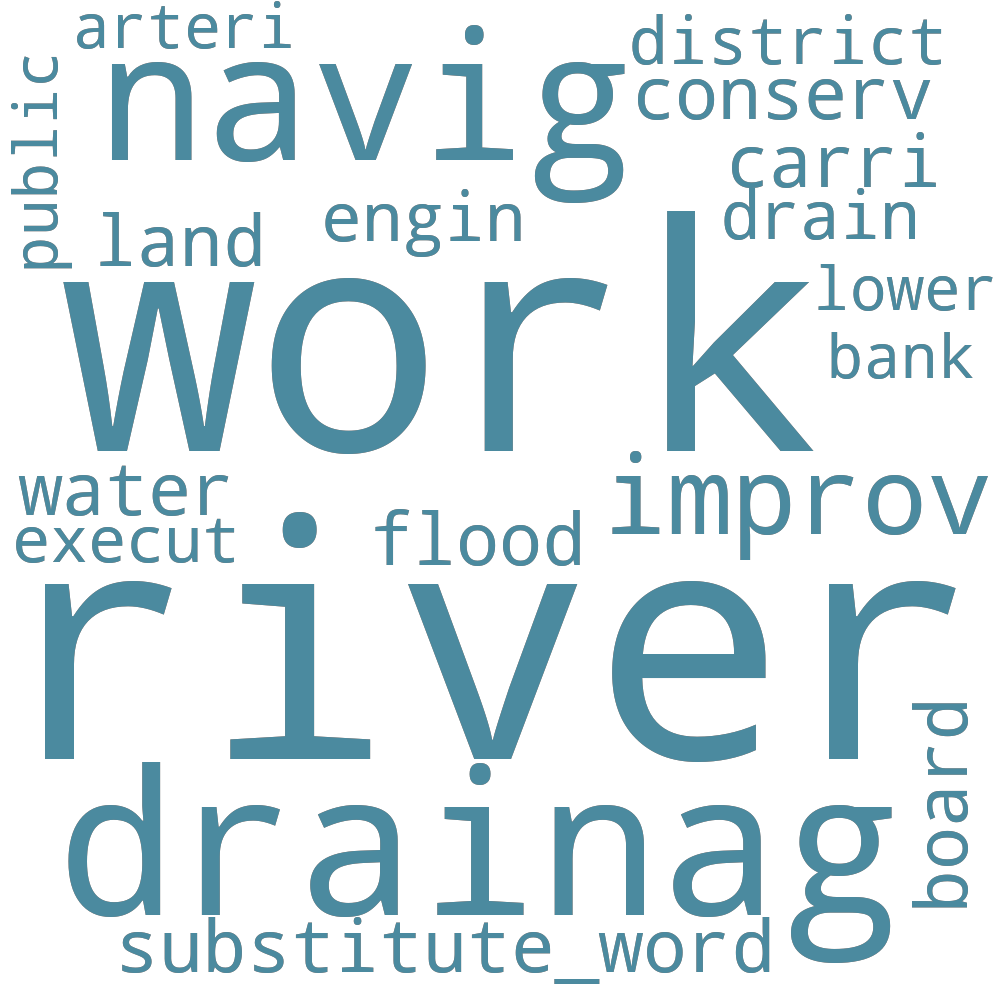 arteri
navig
district
conserv
public
carri
drain
land
engin
work
lower
bank
water
improv
execut
flood
river
board
drainag
substitute_word